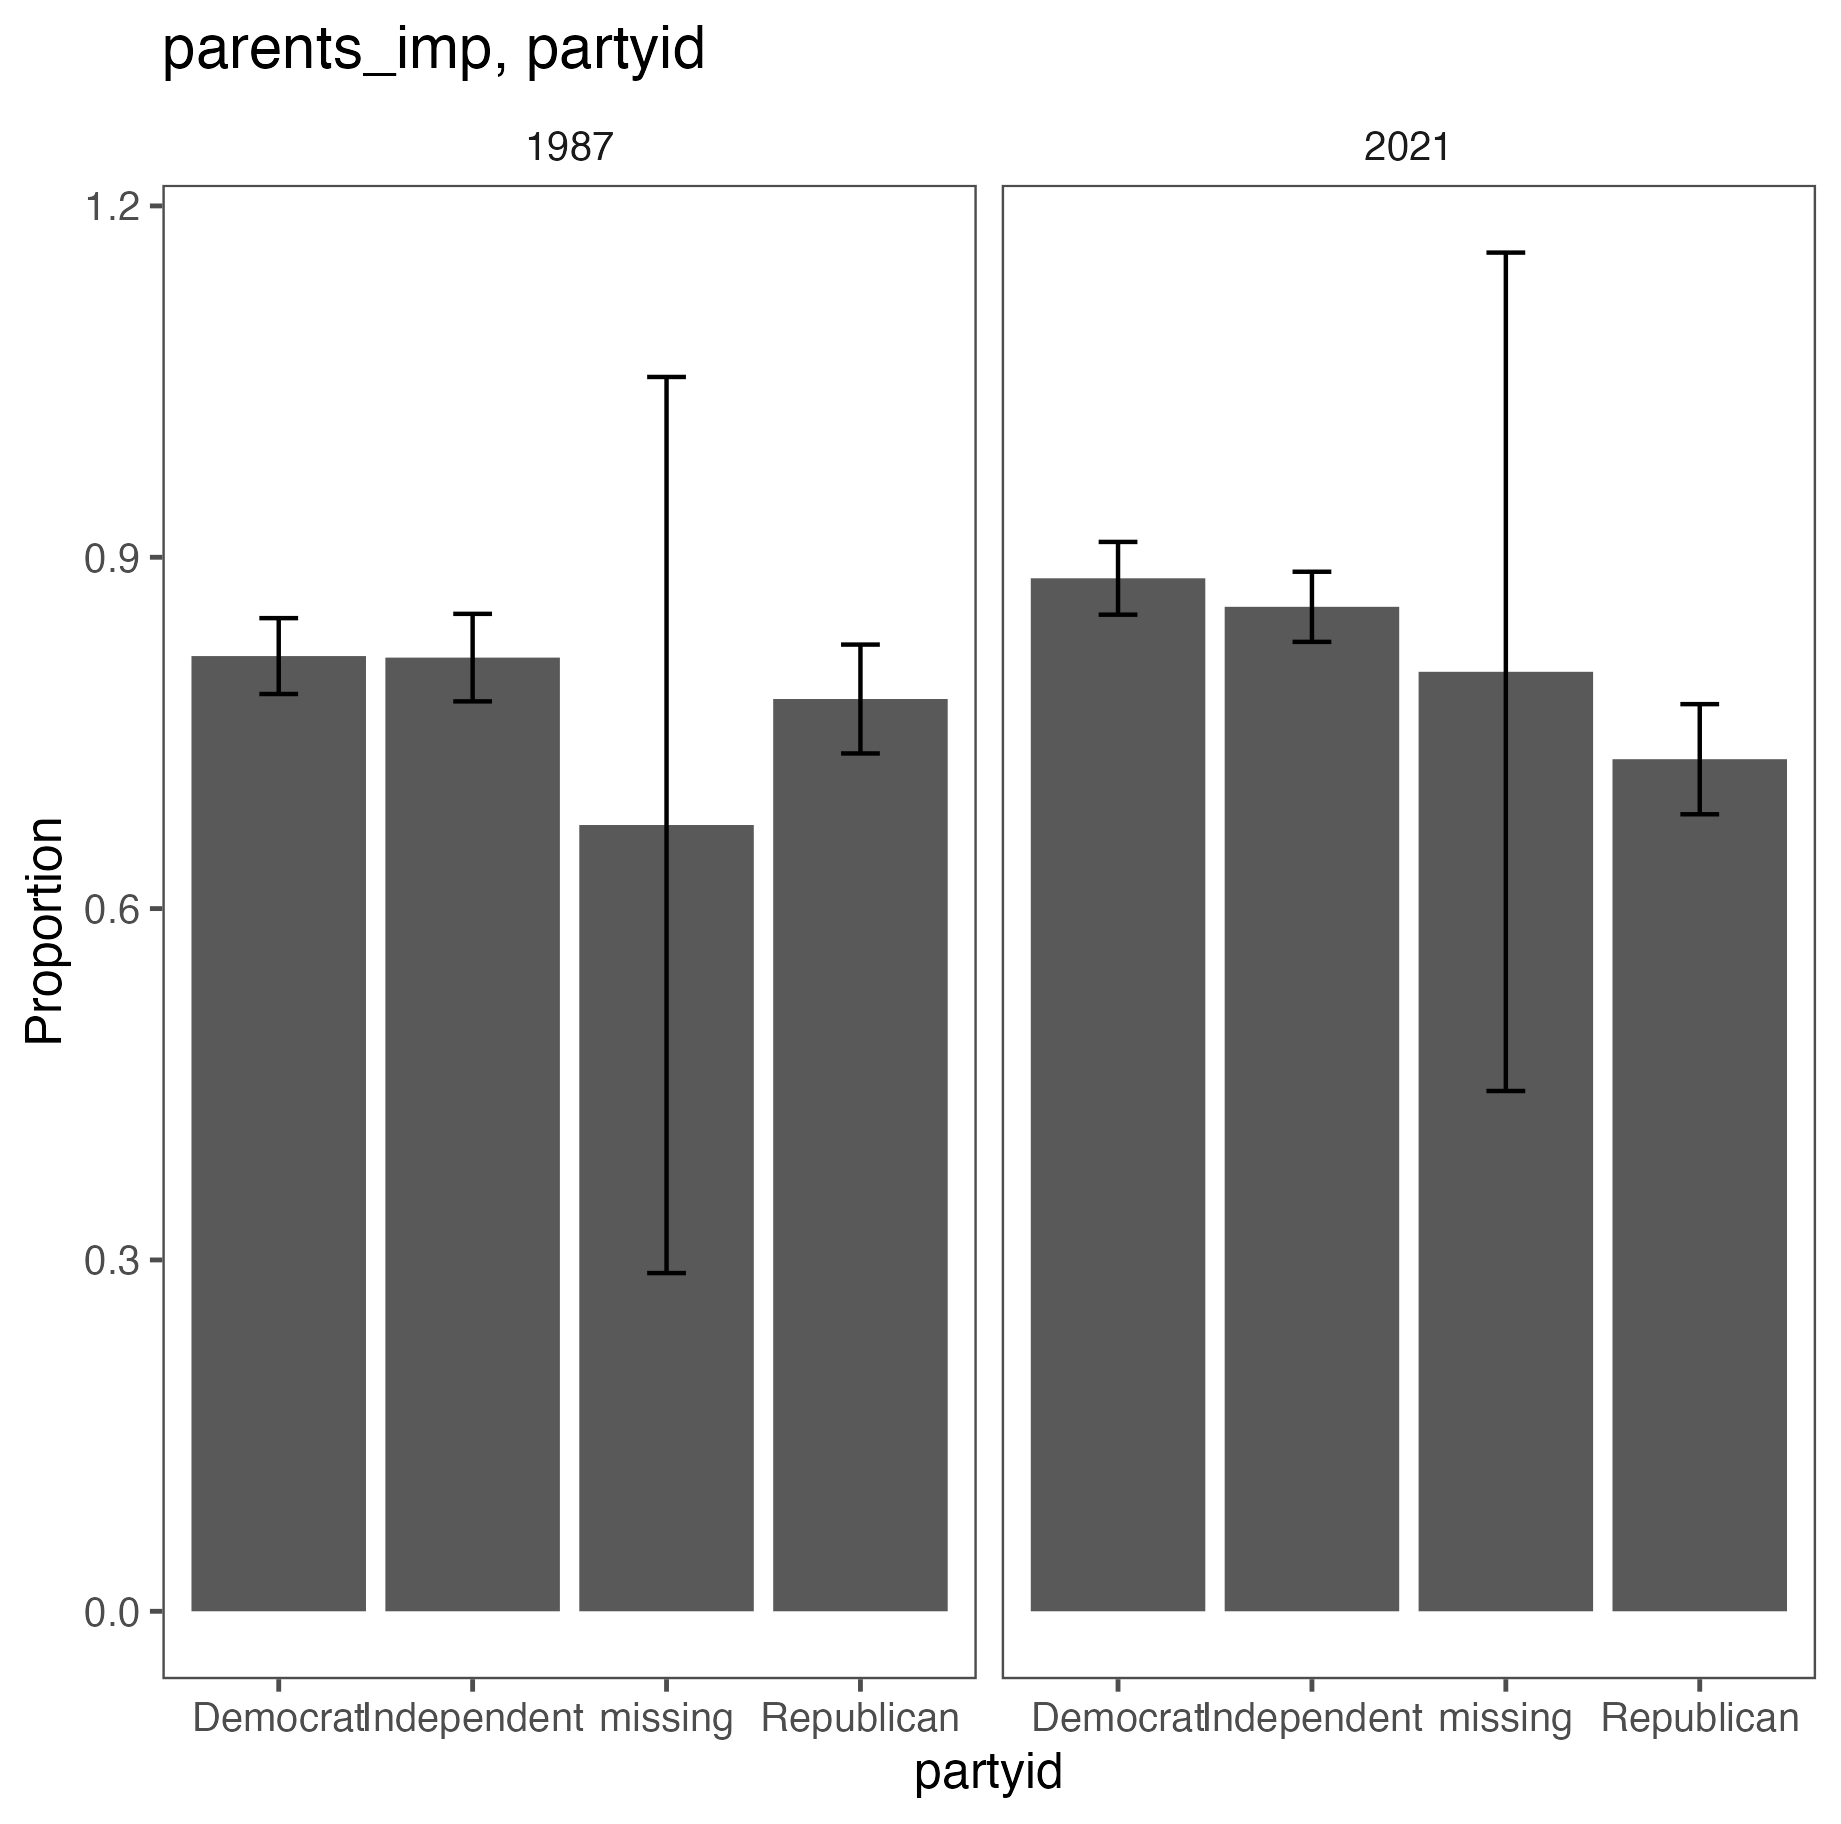 parents_imp, partyid
1987 2021
1.2
0.9
0.6
0.3
0.0
Proportion
Democrat Independent missing Republican Democrat Independent missing Republican
partyid